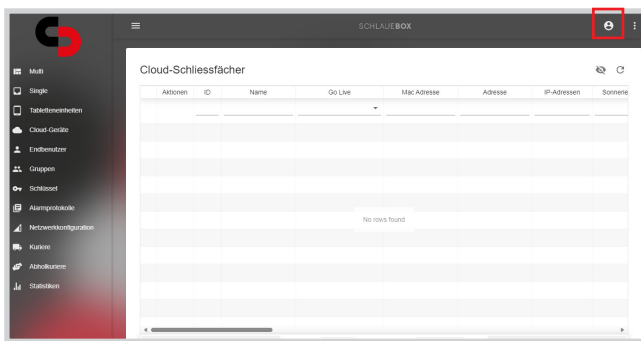 SCHLAUEBOX
Multi
Single
Tabletteneinheiten
Cloud-Geräte
Endbenutzer
Gruppen
Schlüssel
Alarmprotokolle
Netzwerkkonfiguration
Kuriere
Abholkuriere
Statistiken
Cloud-Schliessfächer
Aktionen ID Name Go Live Mac Adresse Adresse IP-Adressen Sonnerie
No rows found